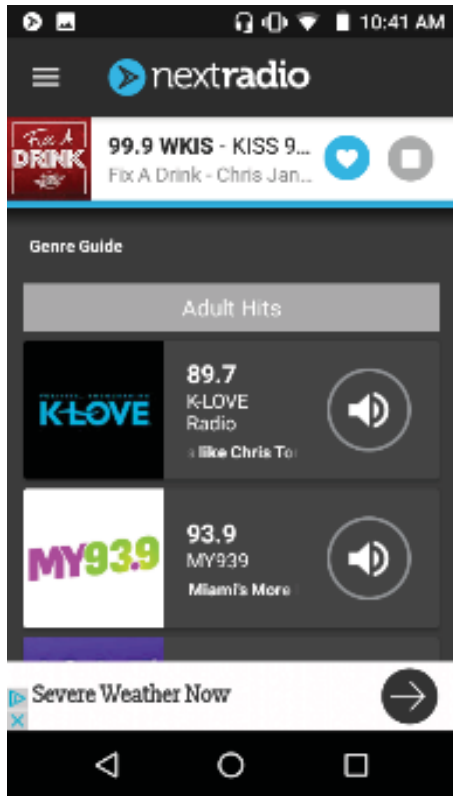 10:41 AM
nextradio
Fix A
DRINK
99.9 WKIS - KISS 9...
Fix A Drink - Chris Jan...
Genre Guide
Adult Hits
K-LOVE
89.7
K-LOVE
Radio
like Chris To
MY93.9
93.9
MY939
Miami's More
Severe Weather Now